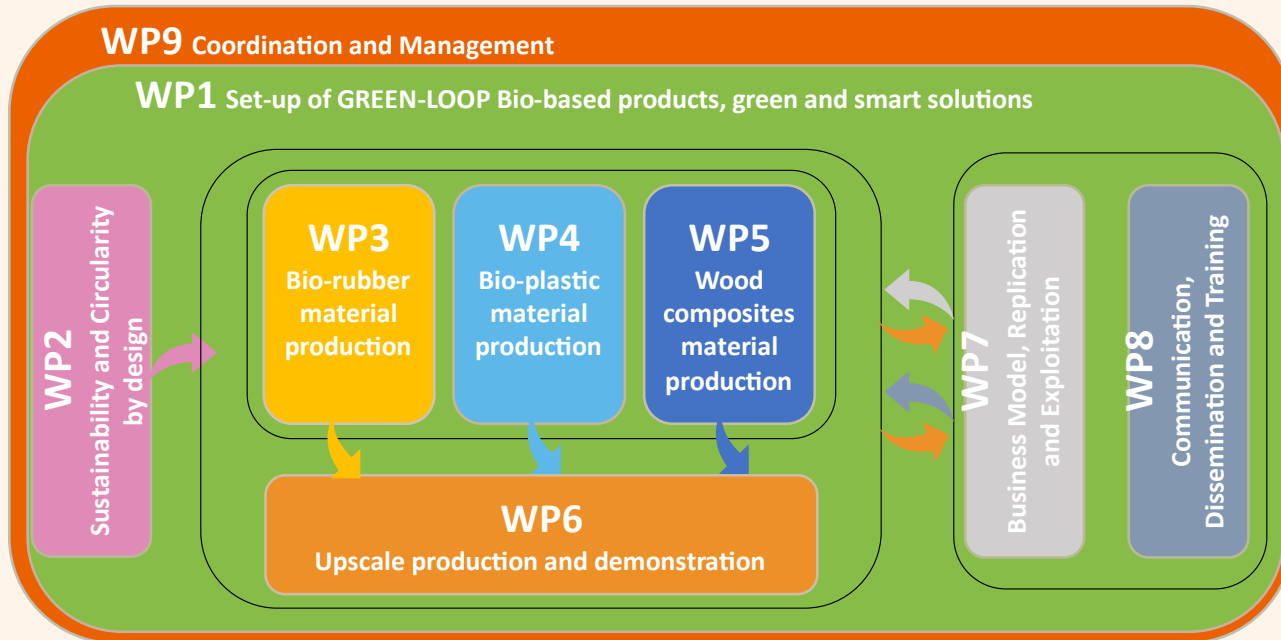 WP9 Coordination and Management
WP1 Set-up of GREEN-LOOP Bio-based products, green and smart solutions
WP2
Sustainability and Circularity
by design
WP3
Bio-rubber
material
production
WP4
Bio-plastic
material
production
WP5
Wood
composites
material
production
WP6
Upscale production and demonstration
WP7
Business Model, Replication
and Exploitation
WP8
Communication,
Dissemination and Training